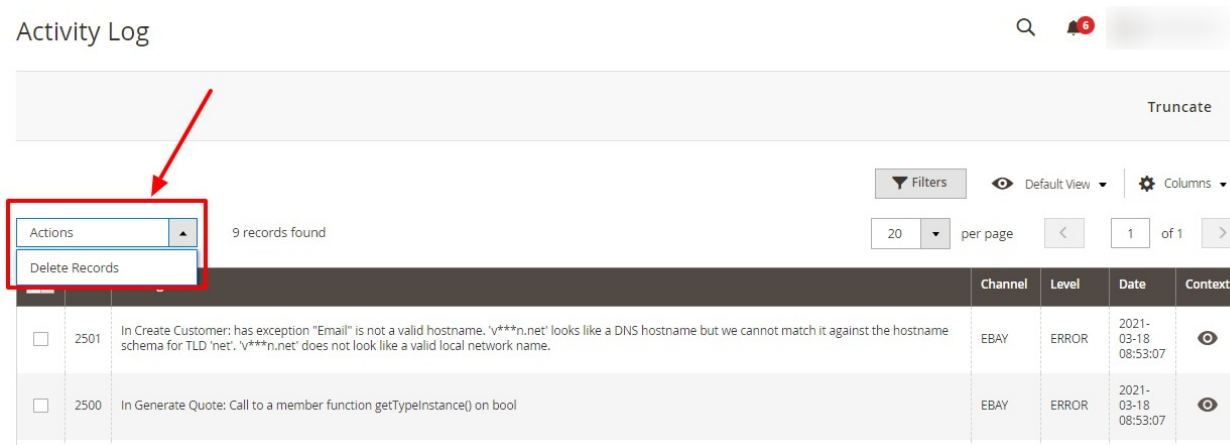 Activity Log
6
Truncate
Filters
Default View
Columns
Actions
9 records found
20
per page
1
of 1
Delete Records
Channel
Level
Date
Context
2501
In Create Customer: has exception "Email" is not a valid hostname. 'v***n.net' looks like a DNS hostname but we cannot match it against the hostname
schema for TLD 'net'. 'v***n.net' does not look like a valid local network name.
EBAY
ERROR
2021-
03-18
08:53:07
2500
In Generate Quote: Call to a member function getTypeInstance() on bool
EBAY
ERROR
2021-
03-18
08:53:07